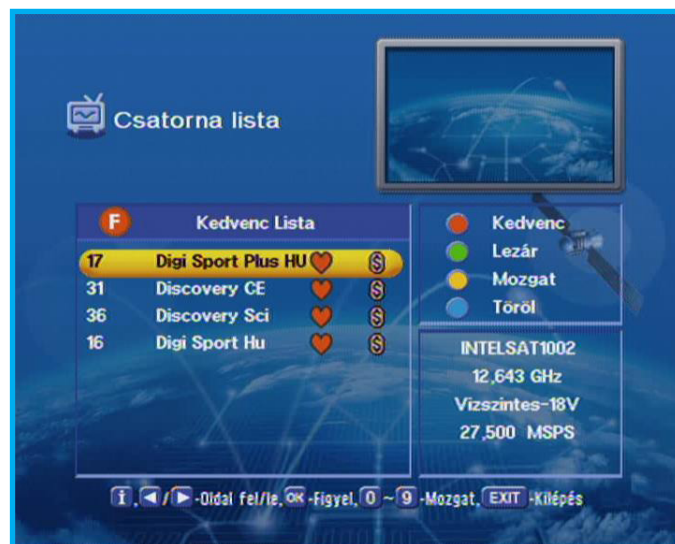 Csatorna lista
F Kedvenc Lista
17 Digi Sport Plus HU $
31 Discovery CE $
36 Discovery Sci $
16 Digi Sport Hu $
Kedvenc
Lezár
Mozgat
Töröl
INTELSAT1002
12,643 GHz
Vizszintes-18V
27,500 MSPS
i ,◄/► -Oldal fel/le, OK -Figyel, 0 ~ 9 -Mozgat, EXIT -Kilépés